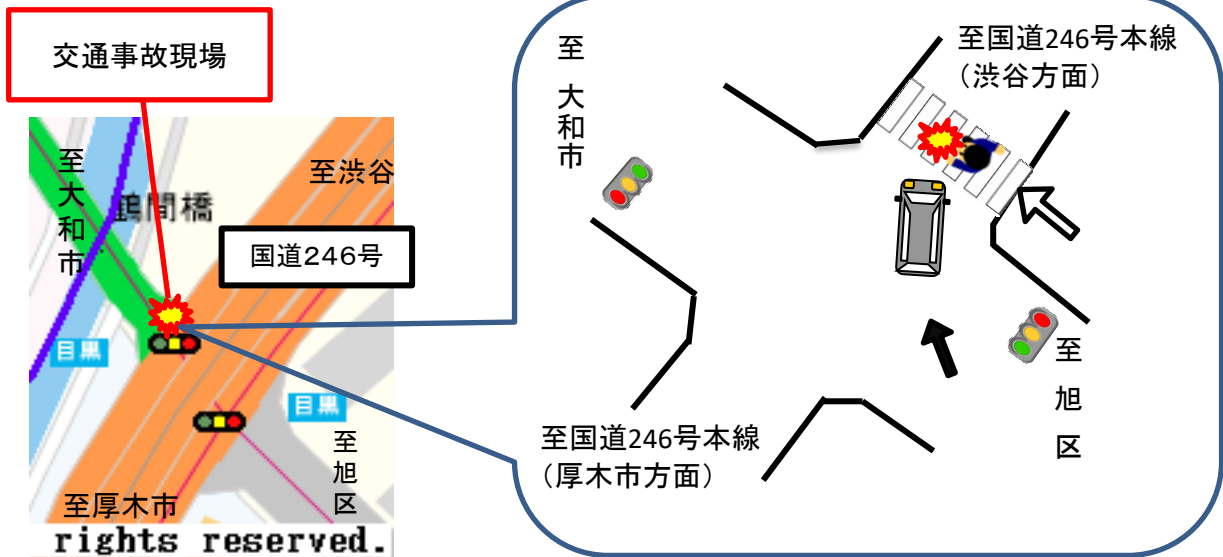 交通事故現場
至大和市
鶴間橋
至渋谷
国道246号
目黒
目黒
至旭区
至厚木市
rights reserved.
至 大和市
至国道246号本線
（渋谷方面）
至 旭 区
至国道246号本線
（厚木市方面）